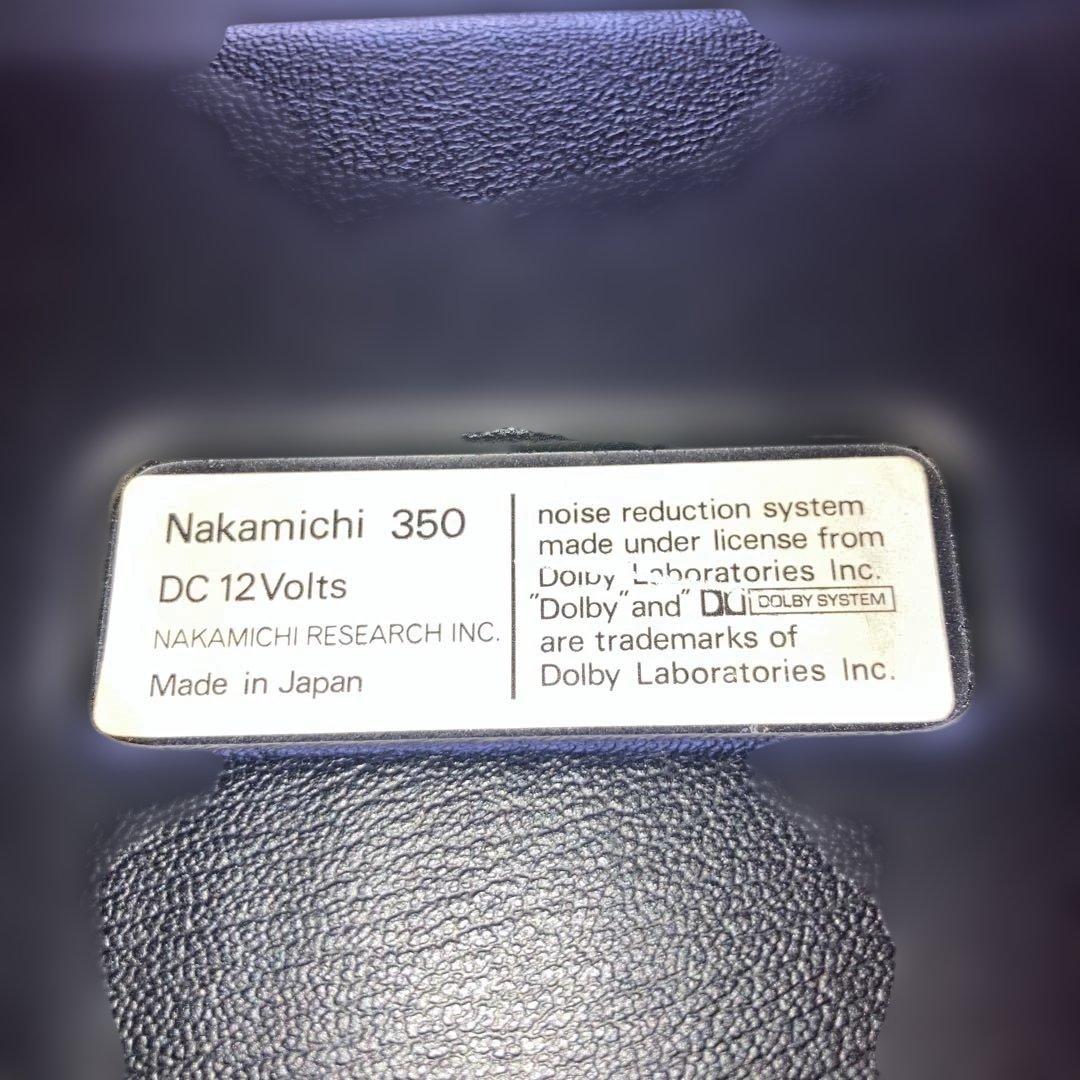 Nakamichi 350
DC 12Volts
NAKAMICHI RESEARCH INC.
Made in Japan
noise reduction system
made under license from
Dolby Laboratories Inc.
"Dolby" and" DOLBY SYSTEM
are trademarks of
Dolby Laboratories Inc.